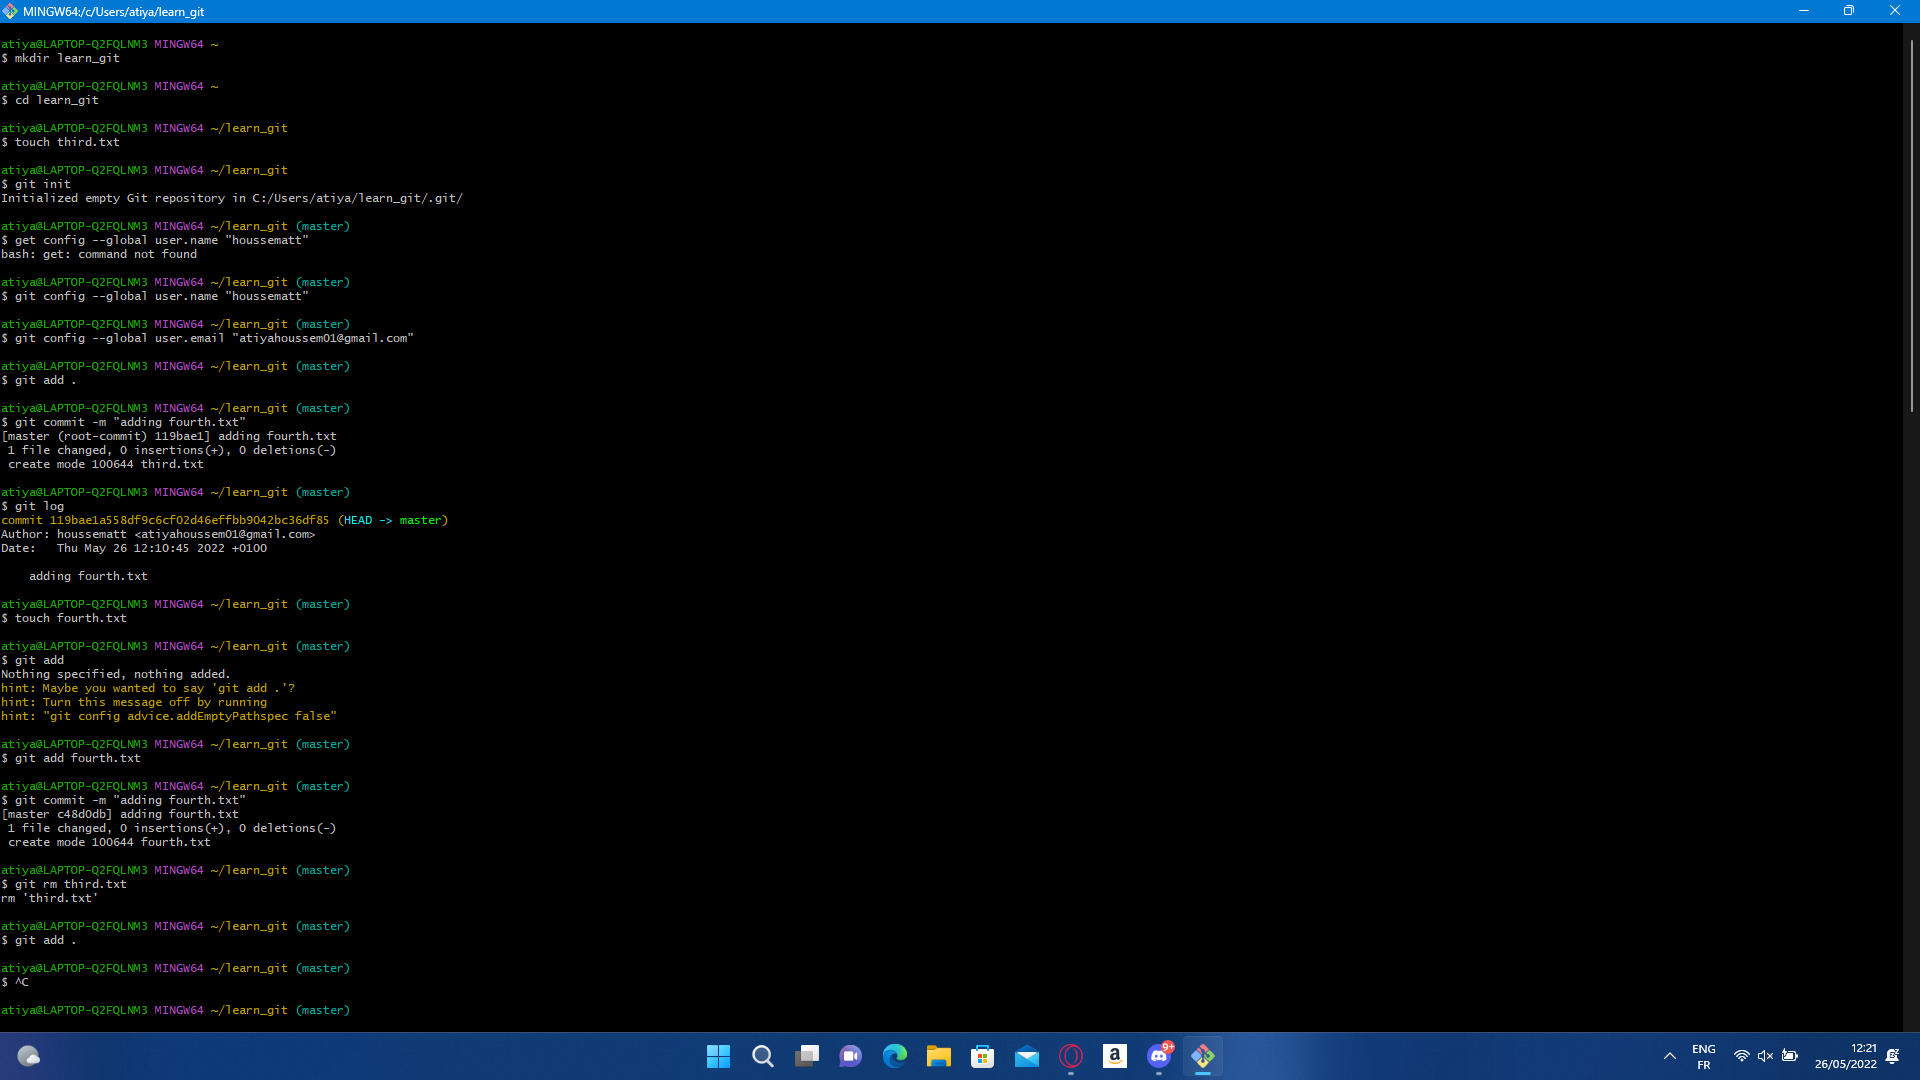 MINGW64:/c/Users/atiya/learn_git
atiya@LAPTOP-Q2FQLNM3 MINGW64 ~
$ mkdir learn_git
atiya@LAPTOP-Q2FQLNM3 MINGW64 ~
$ cd learn_git
atiya@LAPTOP-Q2FQLNM3 MINGW64 ~/learn_git
$ touch third.txt
atiya@LAPTOP-Q2FQLNM3 MINGW64 ~/learn_git
$ git init
Initialized empty Git repository in C:/Users/atiya/learn_git/.git/
atiya@LAPTOP-Q2FQLNM3 MINGW64 ~/learn_git (master)
$ get config --global user.name "houssematt"
bash: get: command not found
atiya@LAPTOP-Q2FQLNM3 MINGW64 ~/learn_git (master)
$ git config --global user.name "houssematt"
atiya@LAPTOP-Q2FQLNM3 MINGW64 ~/learn_git (master)
$ git config --global user.email "atiyahoussem01@gmail.com"
atiya@LAPTOP-Q2FQLNM3 MINGW64 ~/learn_git (master)
$ git add .
atiya@LAPTOP-Q2FQLNM3 MINGW64 ~/learn_git (master)
$ git commit -m "adding fourth.txt"
[master (root-commit) 119bae1] adding fourth.txt
 1 file changed, 0 insertions(+), 0 deletions(-)
 create mode 100644 third.txt
atiya@LAPTOP-Q2FQLNM3 MINGW64 ~/learn_git (master)
$ git log
commit 119bae1a558df9c6cf02d46effbb9042bc36df85 (HEAD -> master)
Author: houssematt <atiyahoussem01@gmail.com>
Date:   Thu May 26 12:10:45 2022 +0100
    adding fourth.txt
atiya@LAPTOP-Q2FQLNM3 MINGW64 ~/learn_git (master)
$ touch fourth.txt
atiya@LAPTOP-Q2FQLNM3 MINGW64 ~/learn_git (master)
$ git add
Nothing specified, nothing added.
hint: Maybe you wanted to say 'git add .'?
hint: Turn this message off by running
hint: "git config advice.addEmptyPathspec false"
atiya@LAPTOP-Q2FQLNM3 MINGW64 ~/learn_git (master)
$ git add fourth.txt
atiya@LAPTOP-Q2FQLNM3 MINGW64 ~/learn_git (master)
$ git commit -m "adding fourth.txt"
[master c48d0db] adding fourth.txt
 1 file changed, 0 insertions(+), 0 deletions(-)
 create mode 100644 fourth.txt
atiya@LAPTOP-Q2FQLNM3 MINGW64 ~/learn_git (master)
$ git rm third.txt
rm 'third.txt'
atiya@LAPTOP-Q2FQLNM3 MINGW64 ~/learn_git (master)
$ git add .
atiya@LAPTOP-Q2FQLNM3 MINGW64 ~/learn_git (master)
$ ^C
atiya@LAPTOP-Q2FQLNM3 MINGW64 ~/learn_git (master)
a
9+
ENG
FR
12:21
26/05/2022